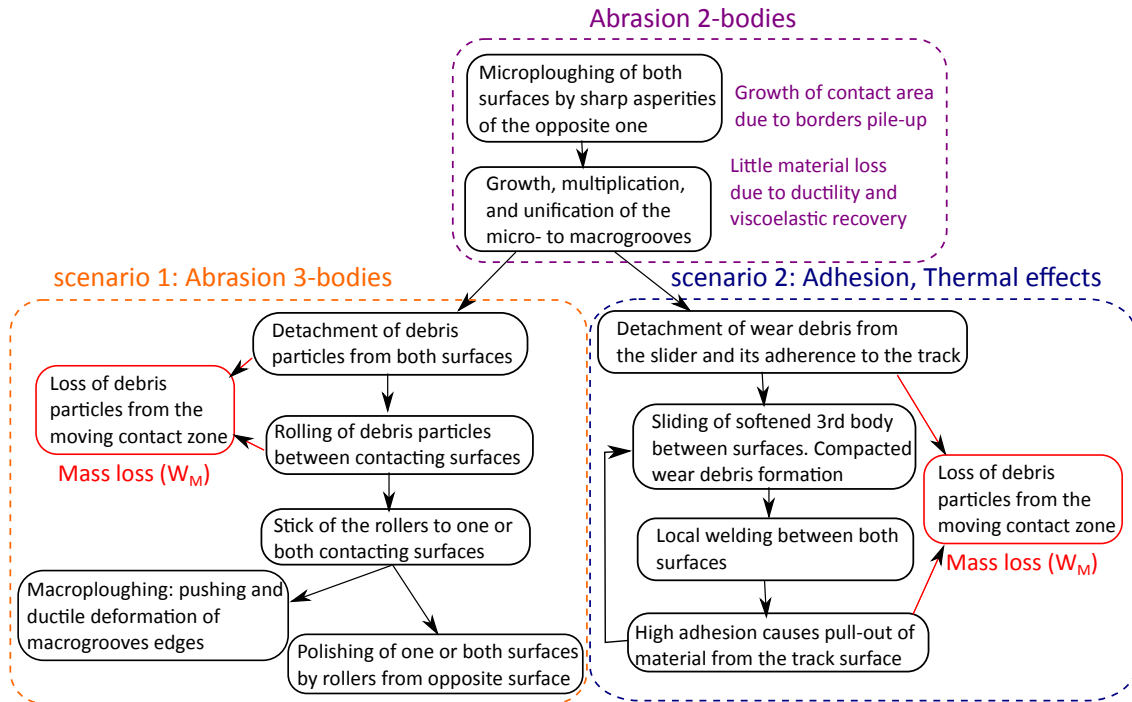 Abrasion 2-bodies
Microploughing of both
surfaces by sharp asperities
of the opposite one
Growth of contact area
due to borders pile-up
Growth, multiplication,
and unification of the
micro- to macrogrooves
Little material loss
due to ductility and
viscoelastic recovery
scenario 1: Abrasion 3-bodies
Detachment of debris
particles from both surfaces
Loss of debris
particles from the
moving contact zone
Mass loss (W_M)
Rolling of debris particles
between contacting surfaces
Stick of the rollers to one or
both contacting surfaces
Macroploughing: pushing and
ductile deformation of
macrogrooves edges
Polishing of one or both surfaces
by rollers from opposite surface
scenario 2: Adhesion, Thermal effects
Detachment of wear debris from
the slider and its adherence to the track
Sliding of softened 3rd body
between surfaces. Compacted
wear debris formation
Loss of debris
particles from the
moving contact zone
Mass loss (W_M)
Local welding between both
surfaces
High adhesion causes pull-out of
material from the track surface